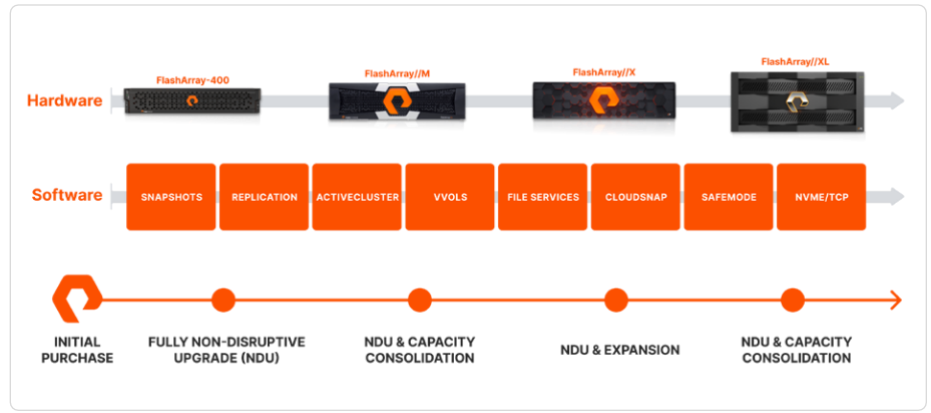 FlashArray-400
FlashArray//M
FlashArray//X
FlashArray//XL
Hardware
Software
SNAPSHOTS
REPLICATION
ACTIVECLUSTER
VVOLS
FILE SERVICES
CLOUDSNAP
SAFEMODE
NVME/TCP
INITIAL
PURCHASE
FULLY NON-DISRUPTIVE
UPGRADE (NDU)
NDU & CAPACITY
CONSOLIDATION
NDU & EXPANSION
NDU & CAPACITY
CONSOLIDATION